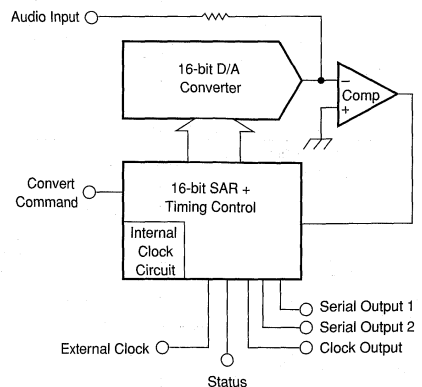 Audio Input
16-bit D/A
Converter
−
Comp
+
Convert
Command
16-bit SAR +
Timing Control
Internal
Clock
Circuit
Serial Output 1
Serial Output 2
External Clock
Clock Output
Status